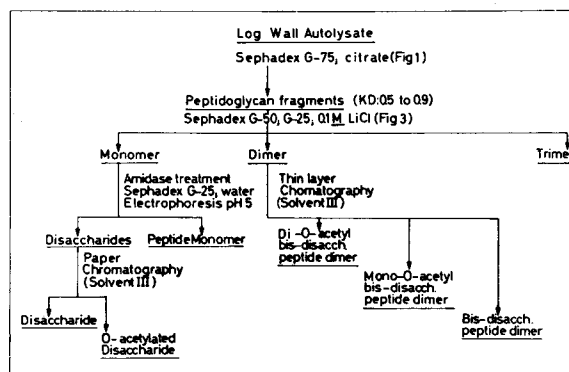 Log Wall Autolysate
Sephadex G-75, citrate (Fig 1)
Peptidoglycan fragments (KD:0.5 to 0.9)
Sephadex G-50, G-25, 0.1 M LiCl (Fig 3)
Monomer
Dimer
Trime
Amidase treatment
Sephadex G-25, water
Electrophoresis pH 5
Thin layer
Chomatography
(Solvent III)
Disaccharides
Peptide Monomer
Di-O-acetyl
bis-disacch.
peptide dimer
Paper
Chromatography
(Solvent III)
Mono-O-acetyl
bis-disacch.
peptide dimer
Disaccharide
O-acetylated
Disaccharide
Bis-disacch.
peptide dimer